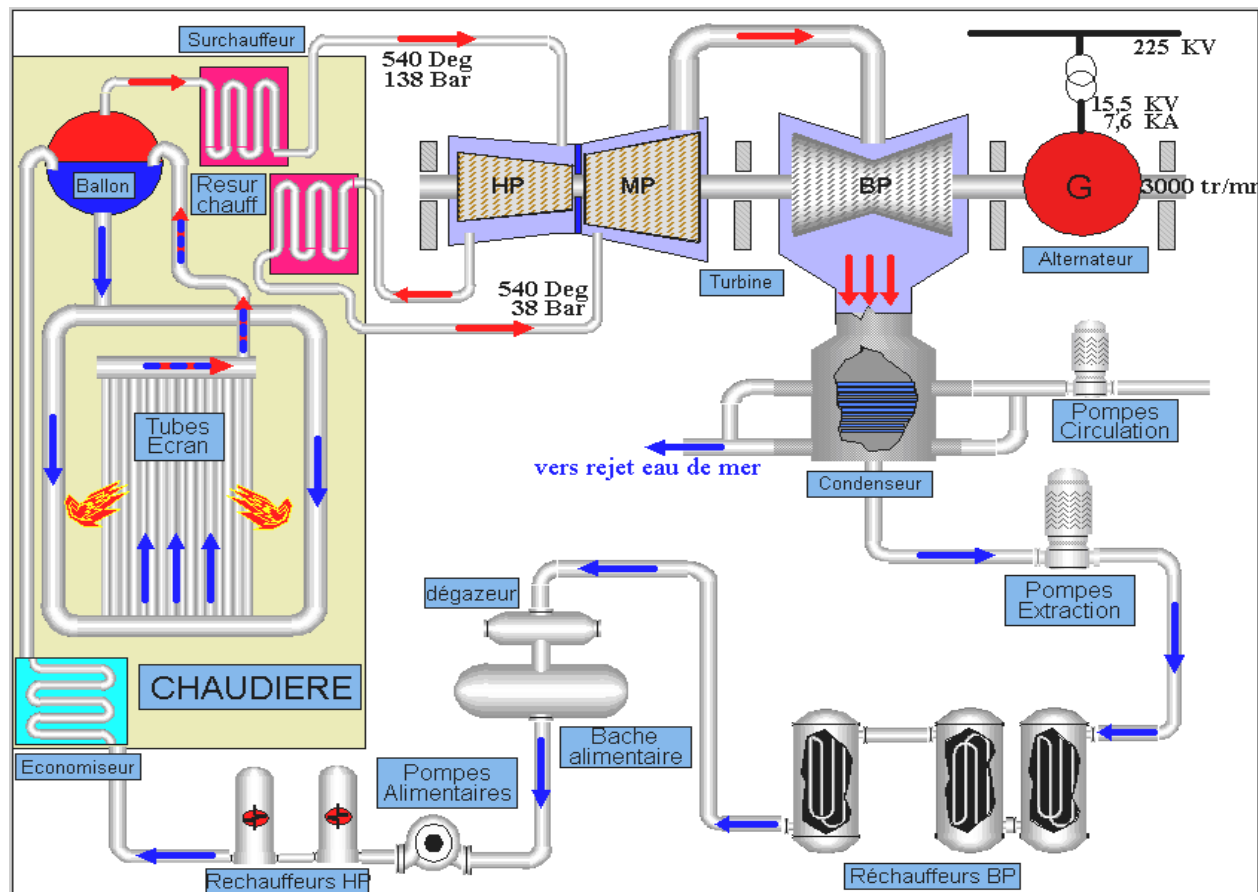 Surchauffeur
540 Deg
138 Bar
225 KV
15,5 KV
7,6 KA
Ballon
Resur
chauff
HP
MP
BP
G
3000 tr/mn
Turbine
Alternateur
540 Deg
38 Bar
Tubes
Ecran
Pompes
Circulation
vers rejet eau de mer
Condenseur
dégazeur
Pompes
Extraction
CHAUDIERE
Bache
alimentaire
Economiseur
Pompes
Alimentaires
Rechauffeurs HP
Réchauffeurs BP